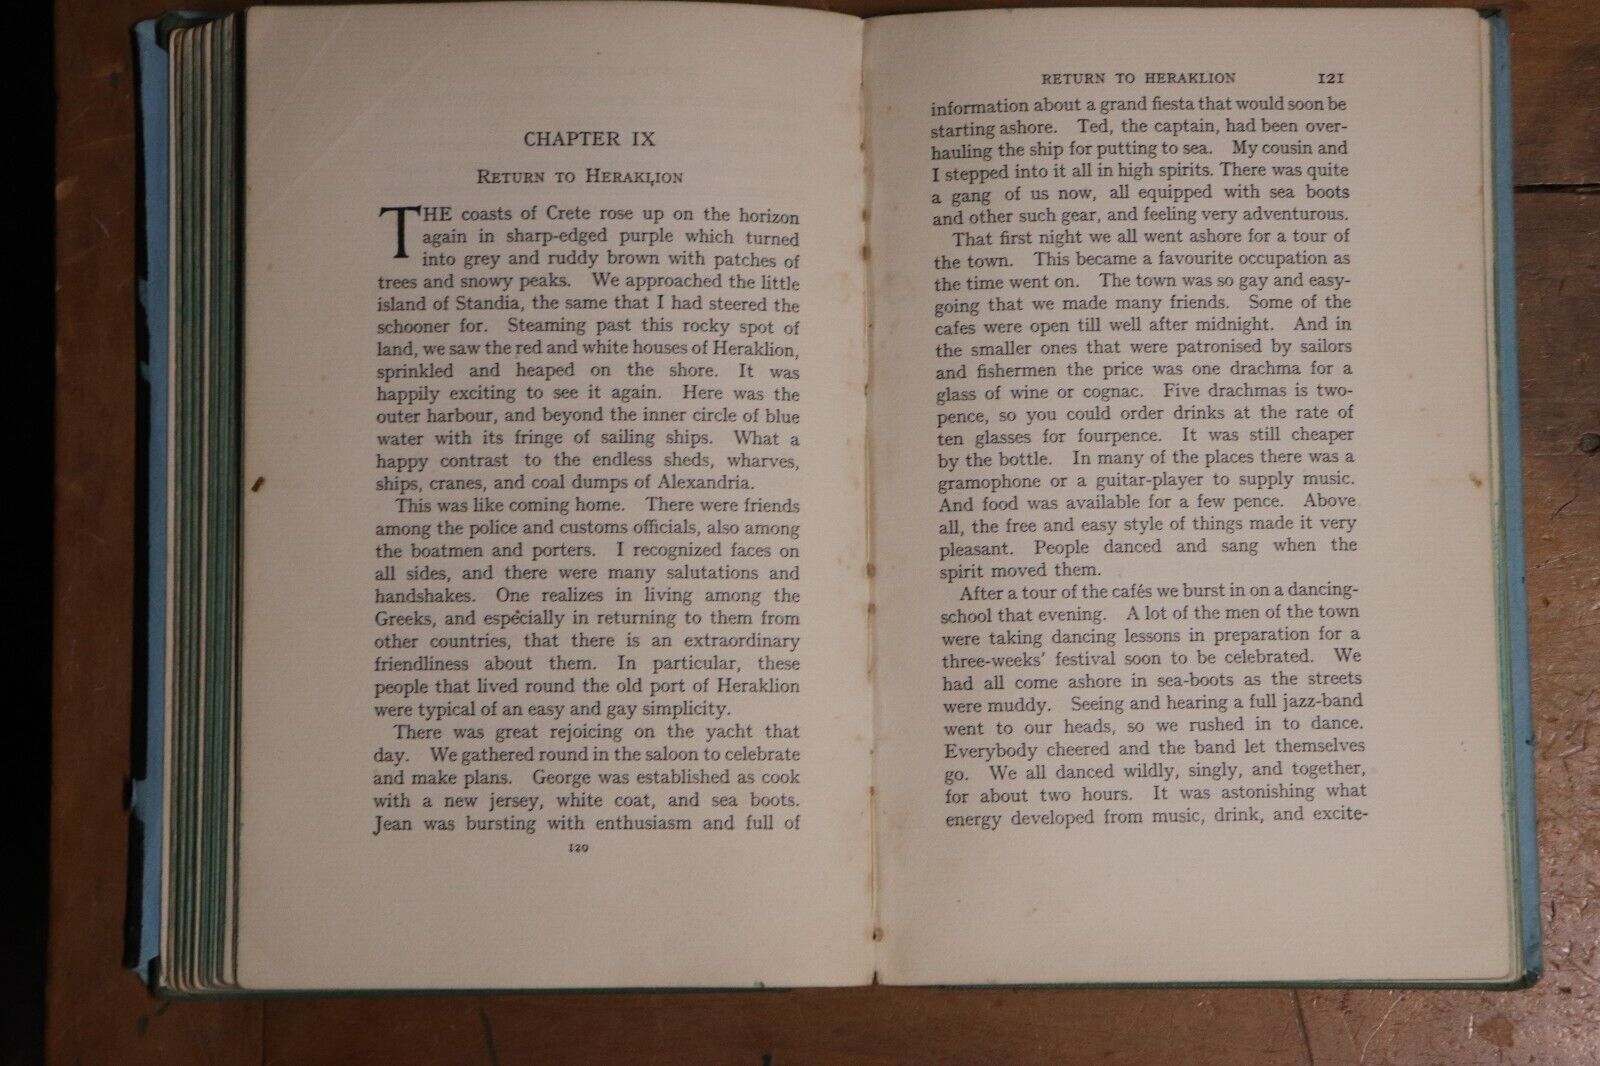 CHAPTER IX
RETURN TO HERAKLION
THE coasts of Crete rose up on the horizon
again in sharp-edged purple which turned
into grey and ruddy brown with patches of
trees and snowy peaks. We approached the little
island of Standia, the same that I had steered the
schooner for. Steaming past this rocky spot of
land, we saw the red and white houses of Heraklion,
sprinkled and heaped on the shore. It was
happily exciting to see it again. Here was the
outer harbour, and beyond the inner circle of blue
water with its fringe of sailing ships. What a
happy contrast to the endless sheds, wharves,
ships, cranes, and coal dumps of Alexandria.
This was like coming home. There were friends
among the police and customs officials, also among
the boatmen and porters. I recognized faces on
all sides, and there were many salutations and
handshakes. One realizes in living among the
Greeks, and especially in returning to them from
other countries, that there is an extraordinary
friendliness about them. In particular, these
people that lived round the old port of Heraklion
were typical of an easy and gay simplicity.
There was great rejoicing on the yacht that
day. We gathered round in the saloon to celebrate
and make plans. George was established as cook
with a new jersey, white coat, and sea boots.
Jean was bursting with enthusiasm and full of
120
RETURN TO HERAKLION 121
information about a grand fiesta that would soon be
starting ashore. Ted, the captain, had been over-
hauling the ship for putting to sea. My cousin and
I stepped into it all in high spirits. There was quite
a gang of us now, all equipped with sea boots
and other such gear, and feeling very adventurous.
That first night we all went ashore for a tour of
the town. This became a favourite occupation as
the time went on. The town was so gay and easy-
going that we made many friends. Some of the
cafes were open till well after midnight. And in
the smaller ones that were patronised by sailors
and fishermen the price was one drachma for a
glass of wine or cognac. Five drachmas is two-
pence, so you could order drinks at the rate of
ten glasses for fourpence. It was still cheaper
by the bottle. In many of the places there was a
gramophone or a guitar-player to supply music.
And food was available for a few pence. Above
all, the free and easy style of things made it very
pleasant. People danced and sang when the
spirit moved them.
After a tour of the cafés we burst in on a dancing-
school that evening. A lot of the men of the town
were taking dancing lessons in preparation for a
three-weeks' festival soon to be celebrated. We
had all come ashore in sea-boots as the streets
were muddy. Seeing and hearing a full jazz-band
went to our heads, so we rushed in to dance.
Everybody cheered and the band let themselves
go. We all danced wildly, singly, and together,
for about two hours. It was astonishing what
energy developed from music, drink, and excite-